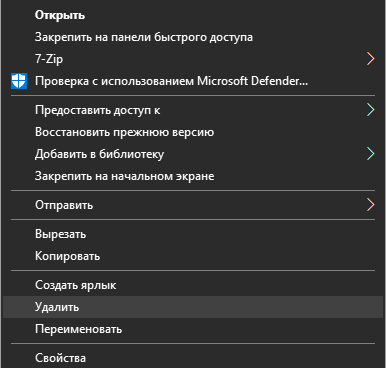 Открыть
Закрепить на панели быстрого доступа
7-Zip
Проверка с использованием Microsoft Defender...
Предоставить доступ к
Восстановить прежнюю версию
Добавить в библиотеку
Закрепить на начальном экране
Отправить
Вырезать
Копировать
Создать ярлык
Удалить
Переименовать
Свойства